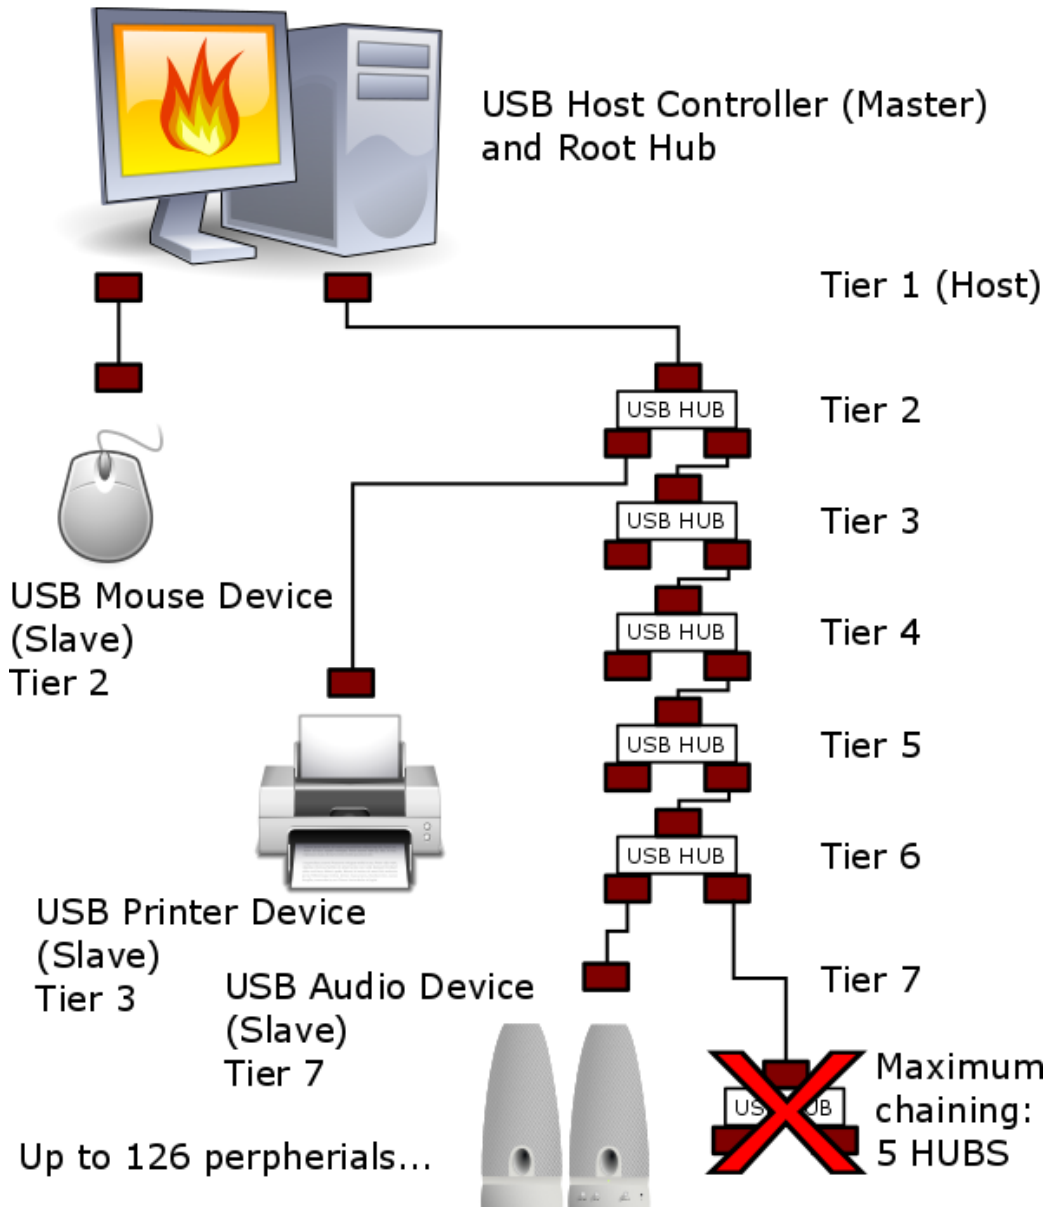 USB Host Controller (Master)
and Root Hub
Tier 1 (Host)
USB HUB
Tier 2
USB HUB
Tier 3
USB Mouse Device
(Slave)
Tier 2
USB HUB
Tier 4
USB HUB
Tier 5
USB HUB
Tier 6
USB Printer Device
(Slave)
Tier 3
USB Audio Device
(Slave)
Tier 7
Tier 7
US UB
Maximum
chaining:
5 HUBS
Up to 126 perpherials...